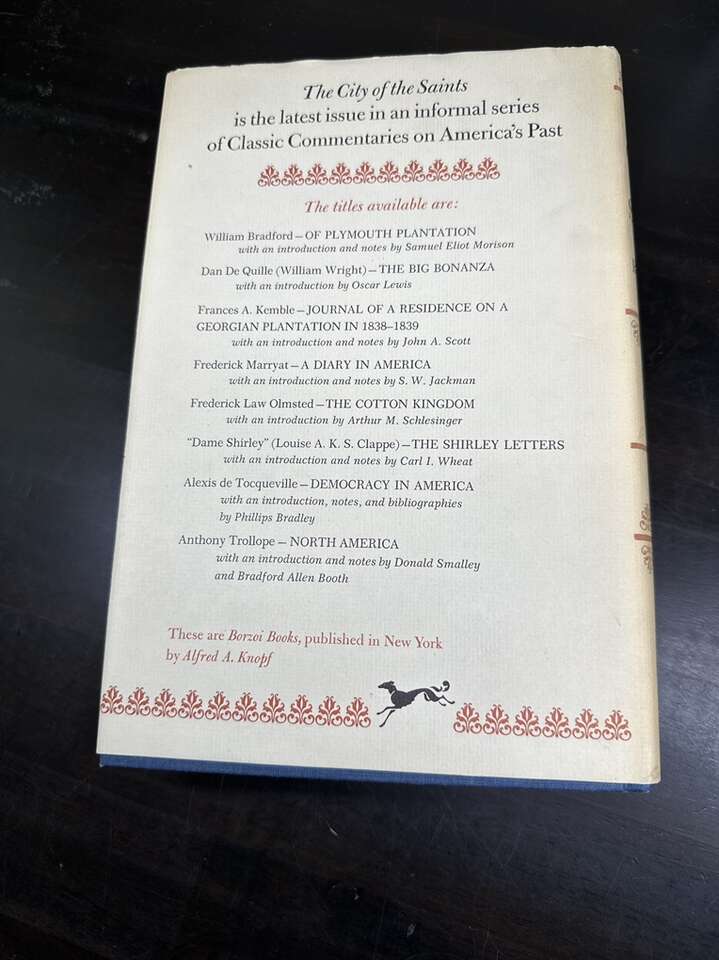 The City of the Saints
is the latest issue in an informal series
of Classic Commentaries on America's Past
The titles available are:
William Bradford – OF PLYMOUTH PLANTATION
with an introduction and notes by Samuel Eliot Morison
Dan De Quille (William Wright) – THE BIG BONANZA
with an introduction by Oscar Lewis
Frances A. Kemble – JOURNAL OF A RESIDENCE ON A
GEORGIAN PLANTATION IN 1838–1839
with an introduction and notes by John A. Scott
Frederick Marryat – A DIARY IN AMERICA
with an introduction and notes by S. W. Jackman
Frederick Law Olmsted – THE COTTON KINGDOM
with an introduction by Arthur M. Schlesinger
"Dame Shirley" (Louise A. K. S. Clappe) – THE SHIRLEY LETTERS
with an introduction and notes by Carl I. Wheat
Alexis de Tocqueville – DEMOCRACY IN AMERICA
with an introduction, notes, and bibliographies
by Phillips Bradley
Anthony Trollope – NORTH AMERICA
with an introduction and notes by Donald Smalley
and Bradford Allen Booth
These are Borzoi Books, published in New York
by Alfred A. Knopf